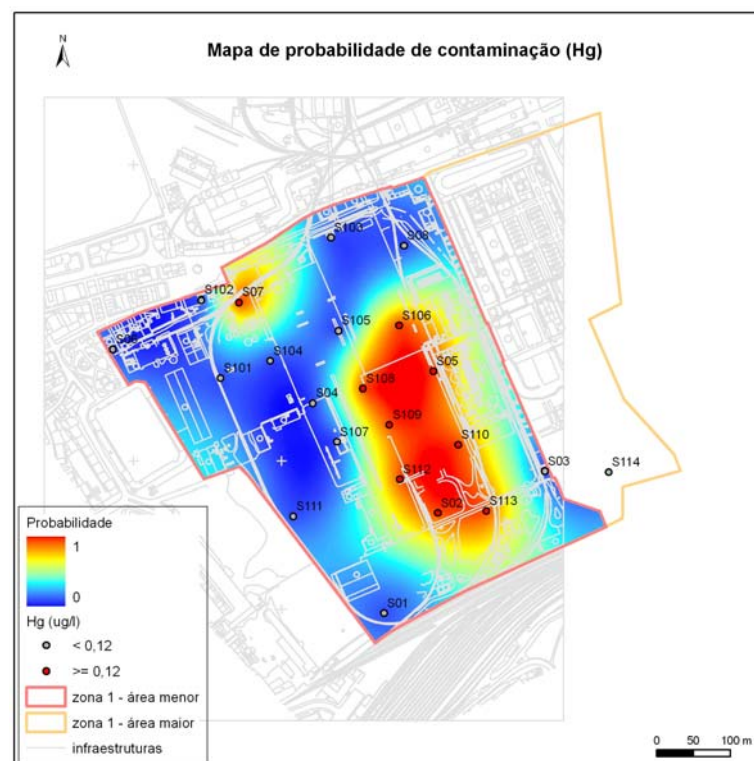 N
Mapa de probabilidade de contaminação (Hg)
S103
S08
S102
S07
S106
S105
S104
S05
S101
S108
S04
S109
S107
S110
S03
S114
S112
S111
S02
S113
S01
Probabilidade
1
0
Hg (ug/l)
< 0,12
>= 0,12
zona 1 - área menor
zona 1 - área maior
infraestruturas
0 50 100 m